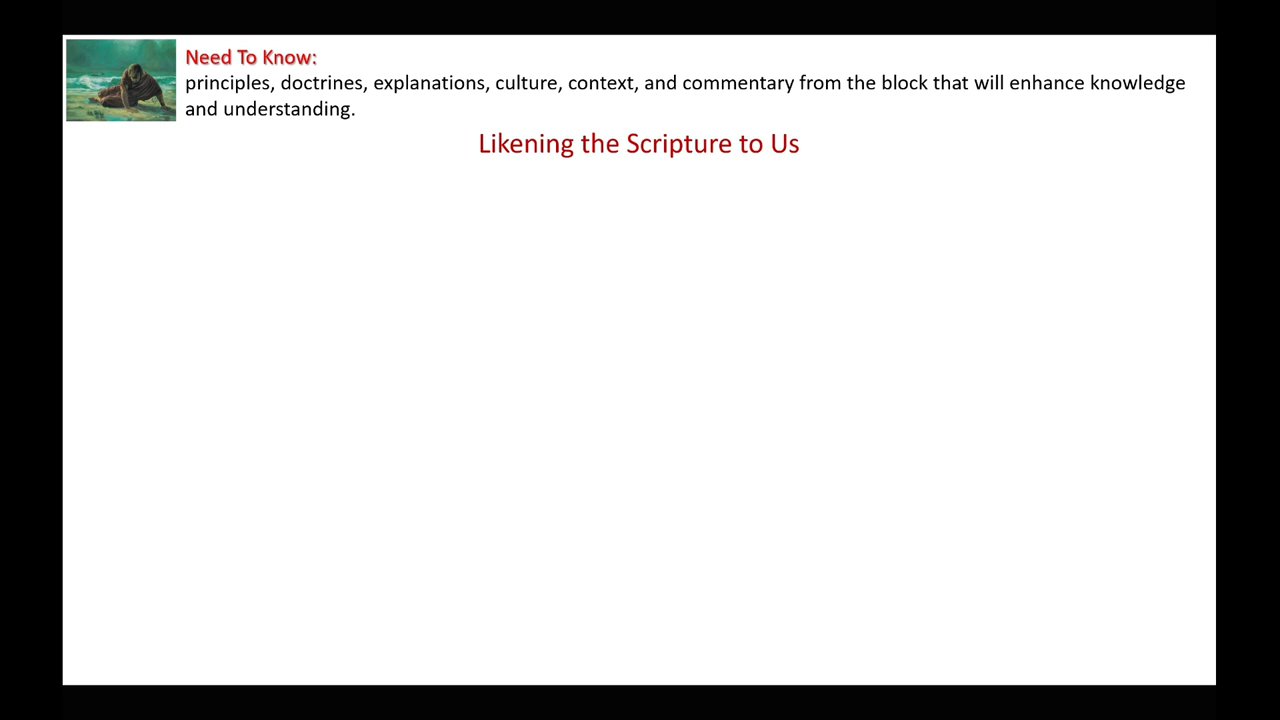 Need To Know:
principles, doctrines, explanations, culture, context, and commentary from the block that will enhance knowledge
and understanding.
Likening the Scripture to Us